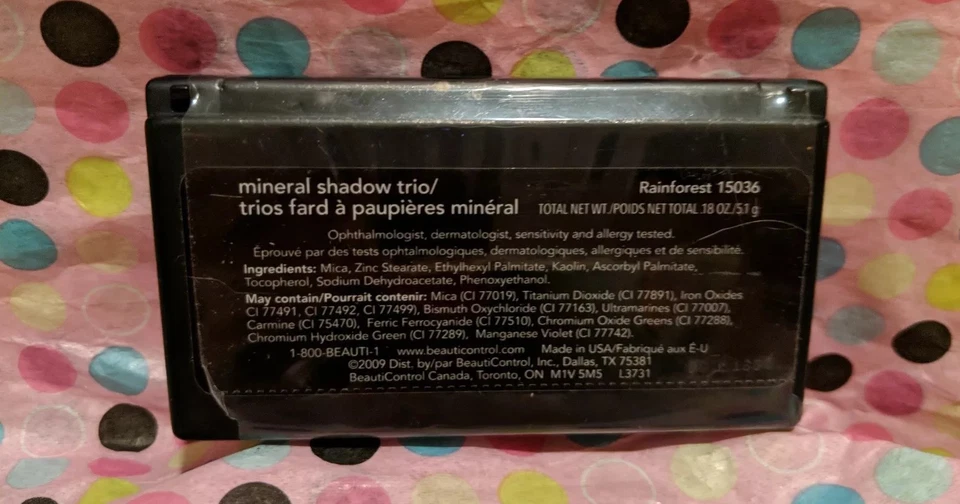 mineral shadow trio/
Rainforest 15036
trios fard à paupières minéral
TOTAL NET WT./POIDS NET TOTAL .18 OZ./5.1 g
Ophthalmologist, dermatologist, sensitivity and allergy tested.
Éprouvé par des tests ophtalmologiques, dermatologiques, allergiques et de sensibilité.
Ingredients: Mica, Zinc Stearate, Ethylhexyl Palmitate, Kaolin, Ascorbyl Palmitate,
Tocopherol, Sodium Dehydroacetate, Phenoxyethanol.
May contain/Pourrait contenir: Mica (CI 77019), Titanium Dioxide (CI 77891), Iron Oxides
CI 77491, CI 77492, CI 77499), Bismuth Oxychloride (CI 77163), Ultramarines (CI 77007),
Carmine (CI 75470), Ferric Ferrocyanide (CI 77510), Chromium Oxide Greens (CI 77288),
Chromium Hydroxide Green (CI 77289), Manganese Violet (CI 77742).
1-800-BEAUTI-1 www.beauticontrol.com Made in USA/Fabriqué aux É-U
©2009 Dist. by/par BeautiControl, Inc., Dallas, TX 75381
BeautiControl Canada, Toronto, ON M1V 5M5 L3731